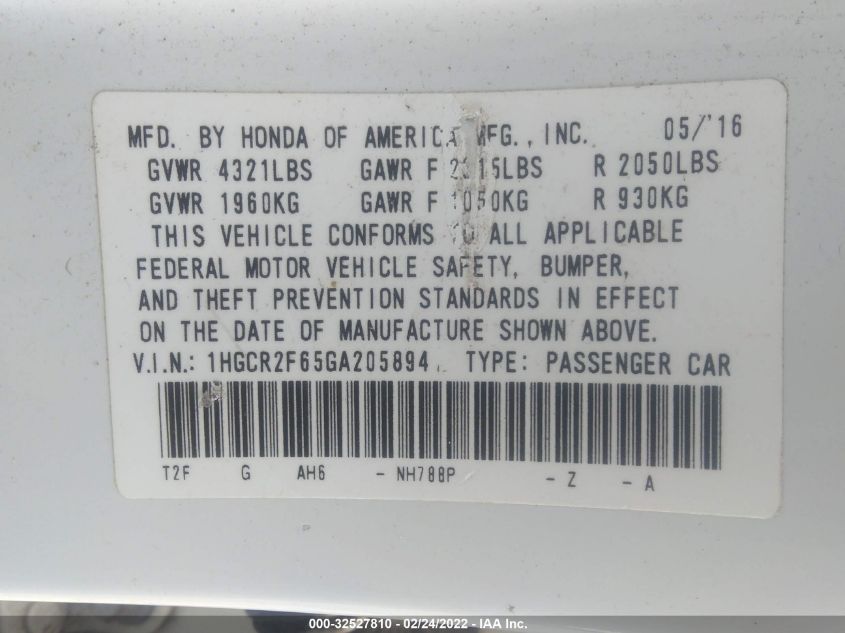 MFD. BY HONDA OF AMERICA MFG., INC. 05/'16
GVWR 4321LBS GAWR F 2315LBS R 2050LBS
GVWR 1960KG GAWR F 1050KG R 930KG
THIS VEHICLE CONFORMS TO ALL APPLICABLE
FEDERAL MOTOR VEHICLE SAFETY, BUMPER,
AND THEFT PREVENTION STANDARDS IN EFFECT
ON THE DATE OF MANUFACTURE SHOWN ABOVE.
V.I.N.: 1HGCR2F65GA205894 TYPE: PASSENGER CAR
T2F G AH6 - NH788P - Z - A
000-32527810 - 02/24/2022 - IAA Inc.